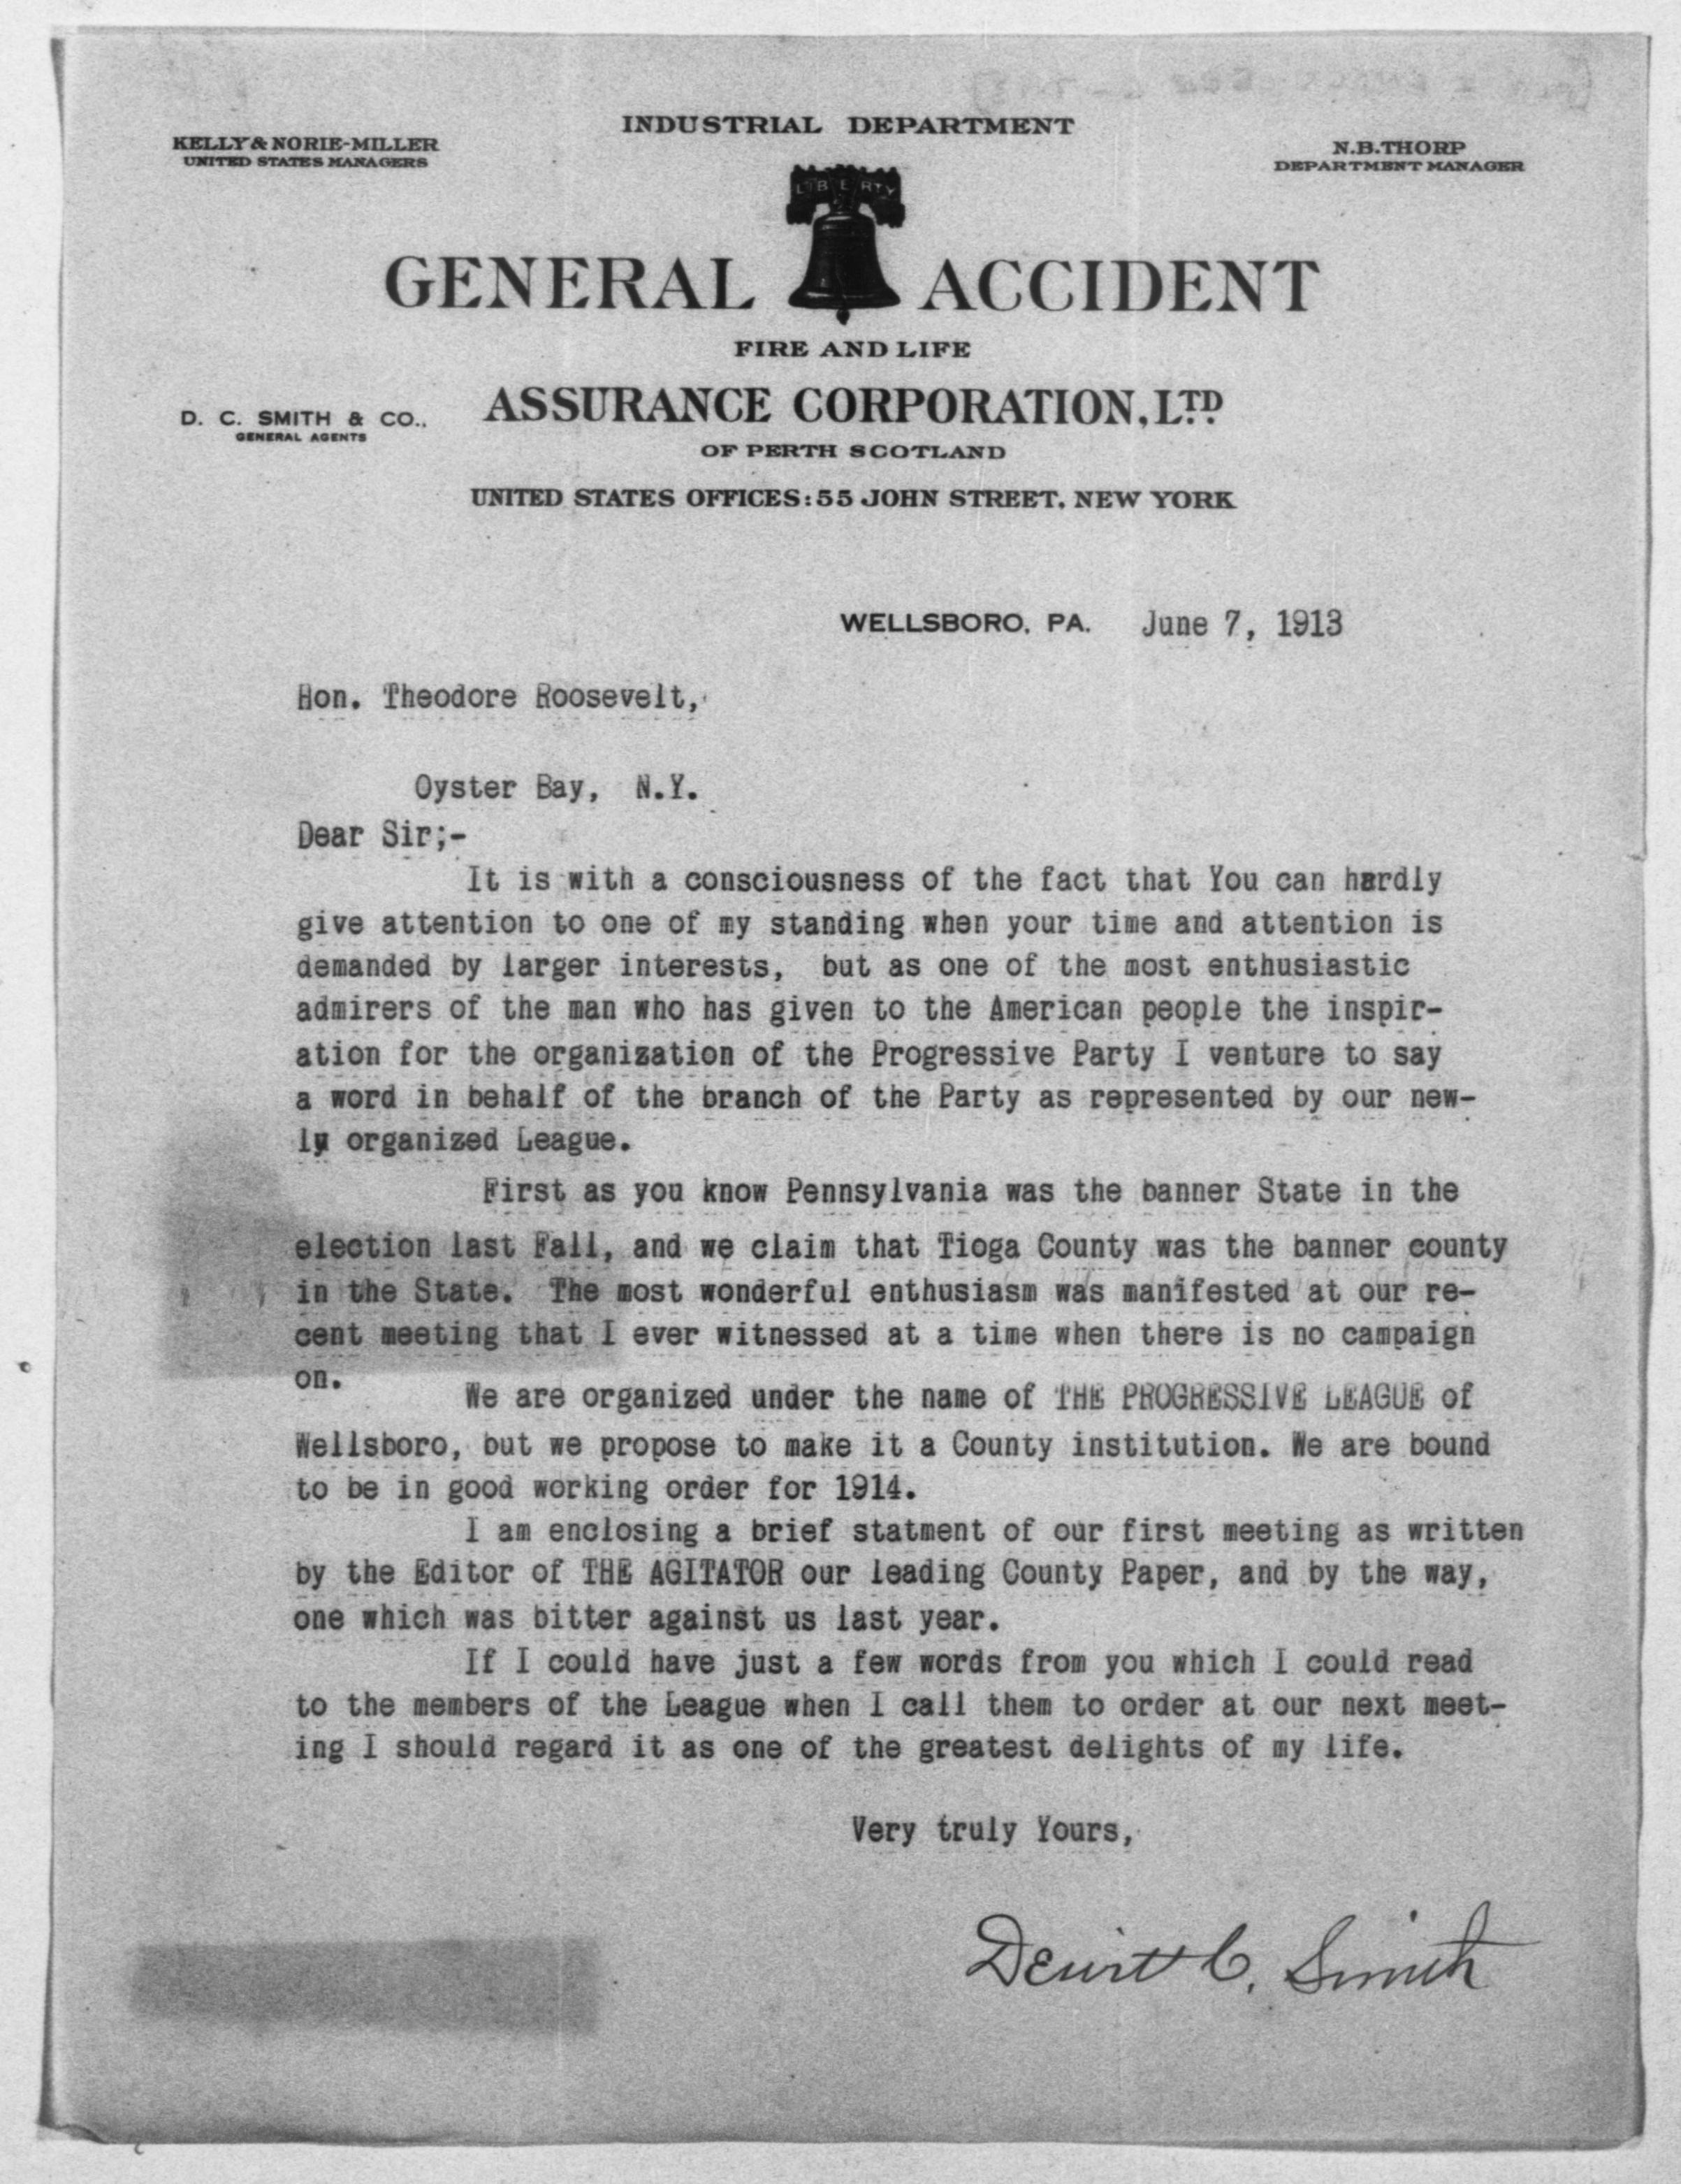 INDUSTRIAL DEPARTMENT
KELLY & NORIE-MILLER
UNITED STATES MANAGERS
N.B.THORP
DEPARTMENT MANAGER
LIBERTY
GENERAL ACCIDENT
FIRE AND LIFE
ASSURANCE CORPORATION, LTD.
D. C. SMITH & CO.,
GENERAL AGENTS
OF PERTH SCOTLAND
UNITED STATES OFFICES: 55 JOHN STREET, NEW YORK
WELLSBORO, PA. June 7, 1913
Hon. Theodore Roosevelt,
Oyster Bay, N.Y.
Dear Sir;-
It is with a consciousness of the fact that You can hardly
give attention to one of my standing when your time and attention is
demanded by larger interests, but as one of the most enthusiastic
admirers of the man who has given to the American people the inspir-
ation for the organization of the Progressive Party I venture to say
a word in behalf of the branch of the Party as represented by our new-
ly organized League.
First as you know Pennsylvania was the banner State in the
election last Fall, and we claim that Tioga County was the banner county
in the State. The most wonderful enthusiasm was manifested at our re-
cent meeting that I ever witnessed at a time when there is no campaign
on.
We are organized under the name of THE PROGRESSIVE LEAGUE of
Wellsboro, but we propose to make it a County institution. We are bound
to be in good working order for 1914.
I am enclosing a brief statment of our first meeting as written
by the Editor of THE AGITATOR our leading County Paper, and by the way,
one which was bitter against us last year.
If I could have just a few words from you which I could read
to the members of the League when I call them to order at our next meet-
ing I should regard it as one of the greatest delights of my life.
Very truly Yours,
Dewitt C. Smith